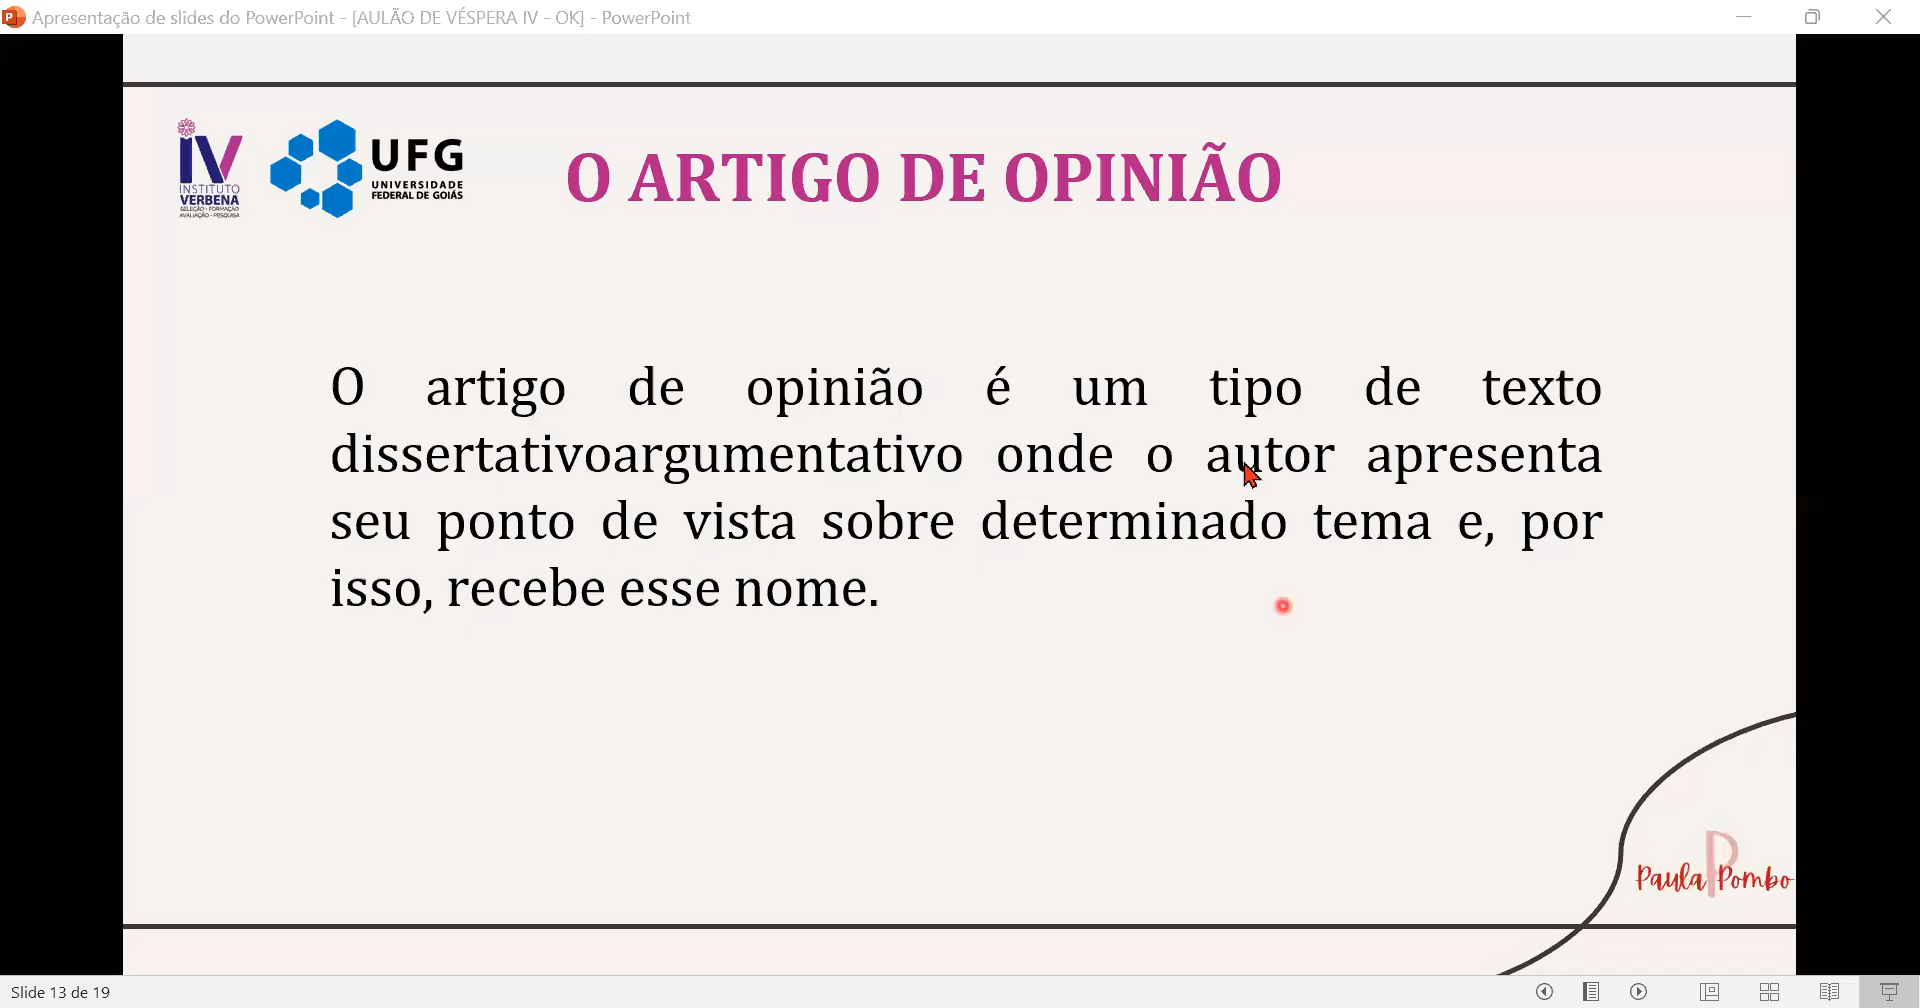 Apresentação de slides do PowerPoint - [AULÃO DE VÉSPERA IV - OK] - PowerPoint
IV
INSTITUTO
VERBENA
SELEÇÃO • FORMAÇÃO
AVALIAÇÃO • PESQUISA
UFG
UNIVERSIDADE
FEDERAL DE GOIÁS
O ARTIGO DE OPINIÃO
O artigo de opinião é um tipo de texto
dissertativoargumentativo onde o autor apresenta
seu ponto de vista sobre determinado tema e, por
isso, recebe esse nome.
P
Paula Pombo
Slide 13 de 19